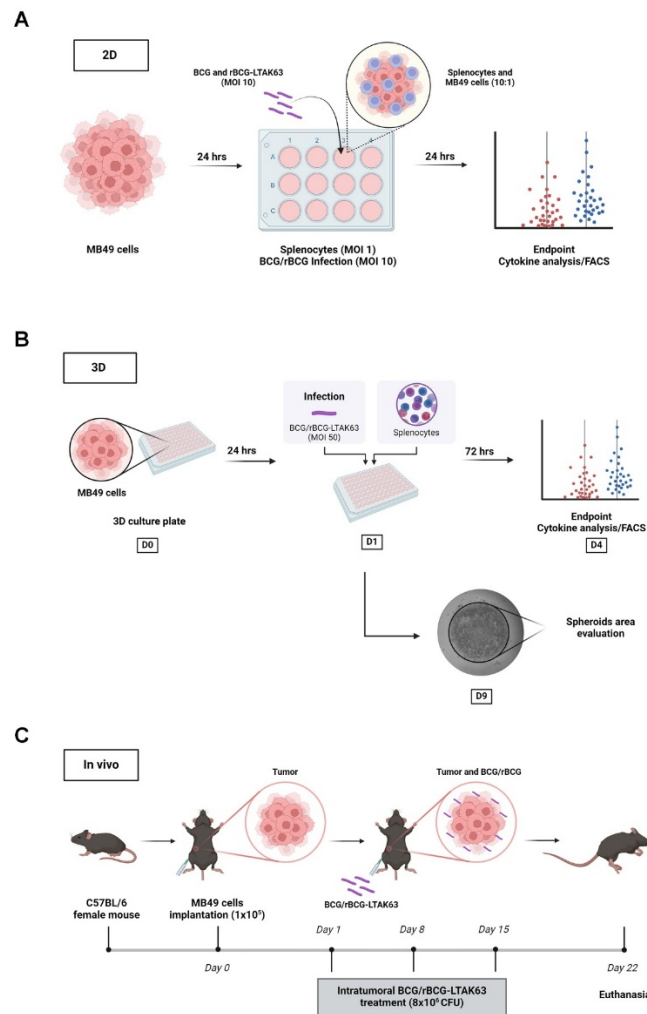 A
2D
BCG and rBCG-LTAK63
(MOI 10)
Splenocytes and
MB49 cells (10:1)
1 2 3 4
A
B
C
24 hrs
24 hrs
MB49 cells
Splenocytes (MOI 1)
BCG/rBCG Infection (MOI 10)
Endpoint
Cytokine analysis/FACS
B
3D
Infection
BCG/rBCG-LTAK63
(MOI 50)
Splenocytes
24 hrs
72 hrs
MB49 cells
3D culture plate
D0
D1
Endpoint
Cytokine analysis/FACS
D4
Spheroids area
evaluation
D9
C
In vivo
Tumor
Tumor and BCG/rBCG
BCG/rBCG-LTAK63
C57BL/6
female mouse
MB49 cells
implantation (1x10⁵)
Day 1
Day 8
Day 15
Day 0
Day 22
Intratumoral BCG/rBCG-LTAK63
treatment (8x10⁶ CFU)
Euthanasia